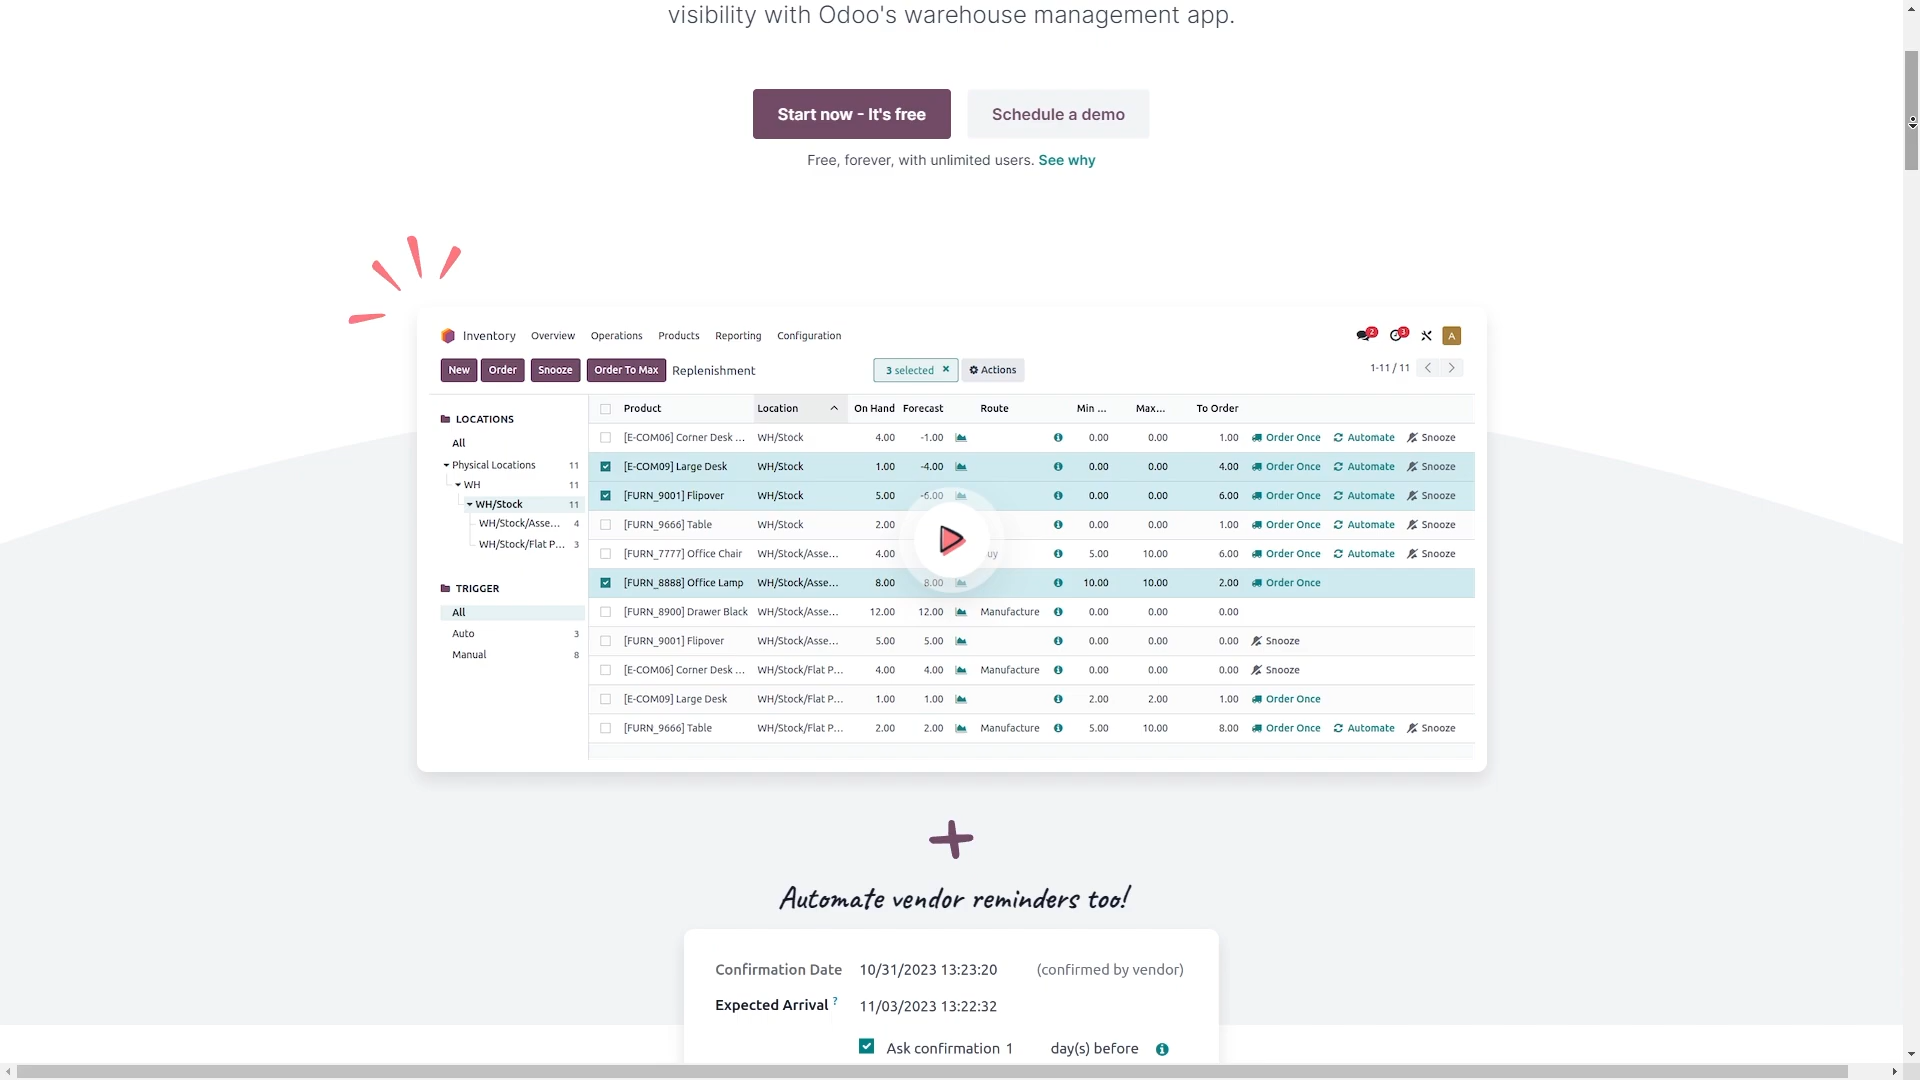 visibility with Odoo's warehouse management app.
Start now - It's free
Schedule a demo
Free, forever, with unlimited users. See why
Inventory Overview Operations Products Reporting Configuration 2 3 A
New Order Snooze Order To Max Replenishment 3 selected × Actions 1-11 / 11
LOCATIONS
All
Physical Locations 11
WH 11
WH/Stock 11
WH/Stock/Asse... 4
WH/Stock/Flat P... 3
TRIGGER
All
Auto 3
Manual 8
Product Location On Hand Forecast Route Min ... Max... To Order
[E-COM06] Corner Desk ... WH/Stock 4.00 -1.00 0.00 0.00 1.00 Order Once Automate Snooze
[E-COM09] Large Desk WH/Stock 1.00 -4.00 0.00 0.00 4.00 Order Once Automate Snooze
[FURN_9001] Flipover WH/Stock 5.00 -6.00 0.00 0.00 6.00 Order Once Automate Snooze
[FURN_9666] Table WH/Stock 2.00 0.00 0.00 1.00 Order Once Automate Snooze
[FURN_7777] Office Chair WH/Stock/Asse... 4.00 5.00 10.00 6.00 Order Once Automate Snooze
[FURN_8888] Office Lamp WH/Stock/Asse... 8.00 8.00 10.00 10.00 2.00 Order Once
[FURN_8900] Drawer Black WH/Stock/Asse... 12.00 12.00 Manufacture 0.00 0.00 0.00
[FURN_9001] Flipover WH/Stock/Asse... 5.00 5.00 0.00 0.00 0.00 Snooze
[E-COM06] Corner Desk ... WH/Stock/Flat P... 4.00 4.00 Manufacture 0.00 0.00 0.00 Snooze
[E-COM09] Large Desk WH/Stock/Flat P... 1.00 1.00 2.00 2.00 1.00 Order Once
[FURN_9666] Table WH/Stock/Flat P... 2.00 2.00 Manufacture 5.00 10.00 8.00 Order Once Automate Snooze
Automate vendor reminders too!
Confirmation Date 10/31/2023 13:23:20 (confirmed by vendor)
Expected Arrival ? 11/03/2023 13:22:32
Ask confirmation 1 day(s) before